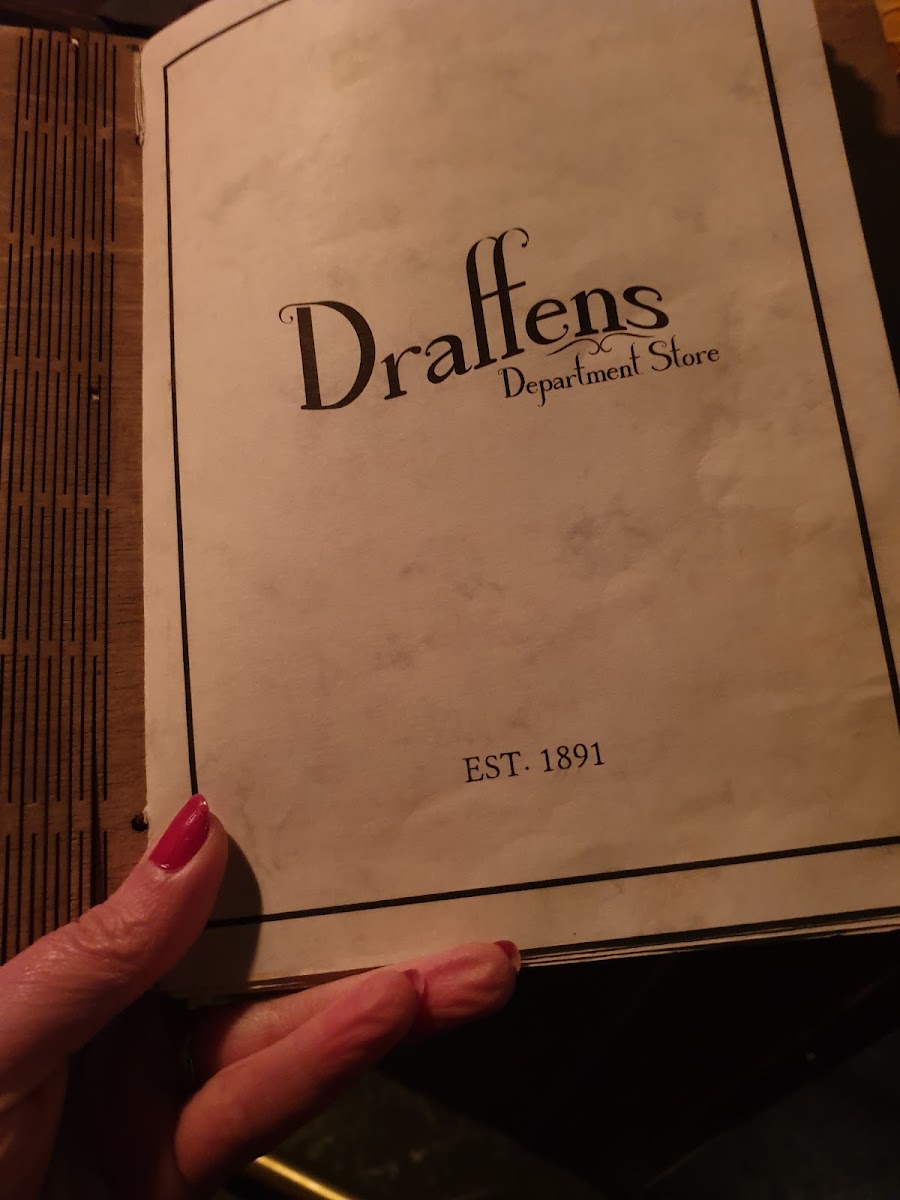 Draffens
Department Store
EST. 1891